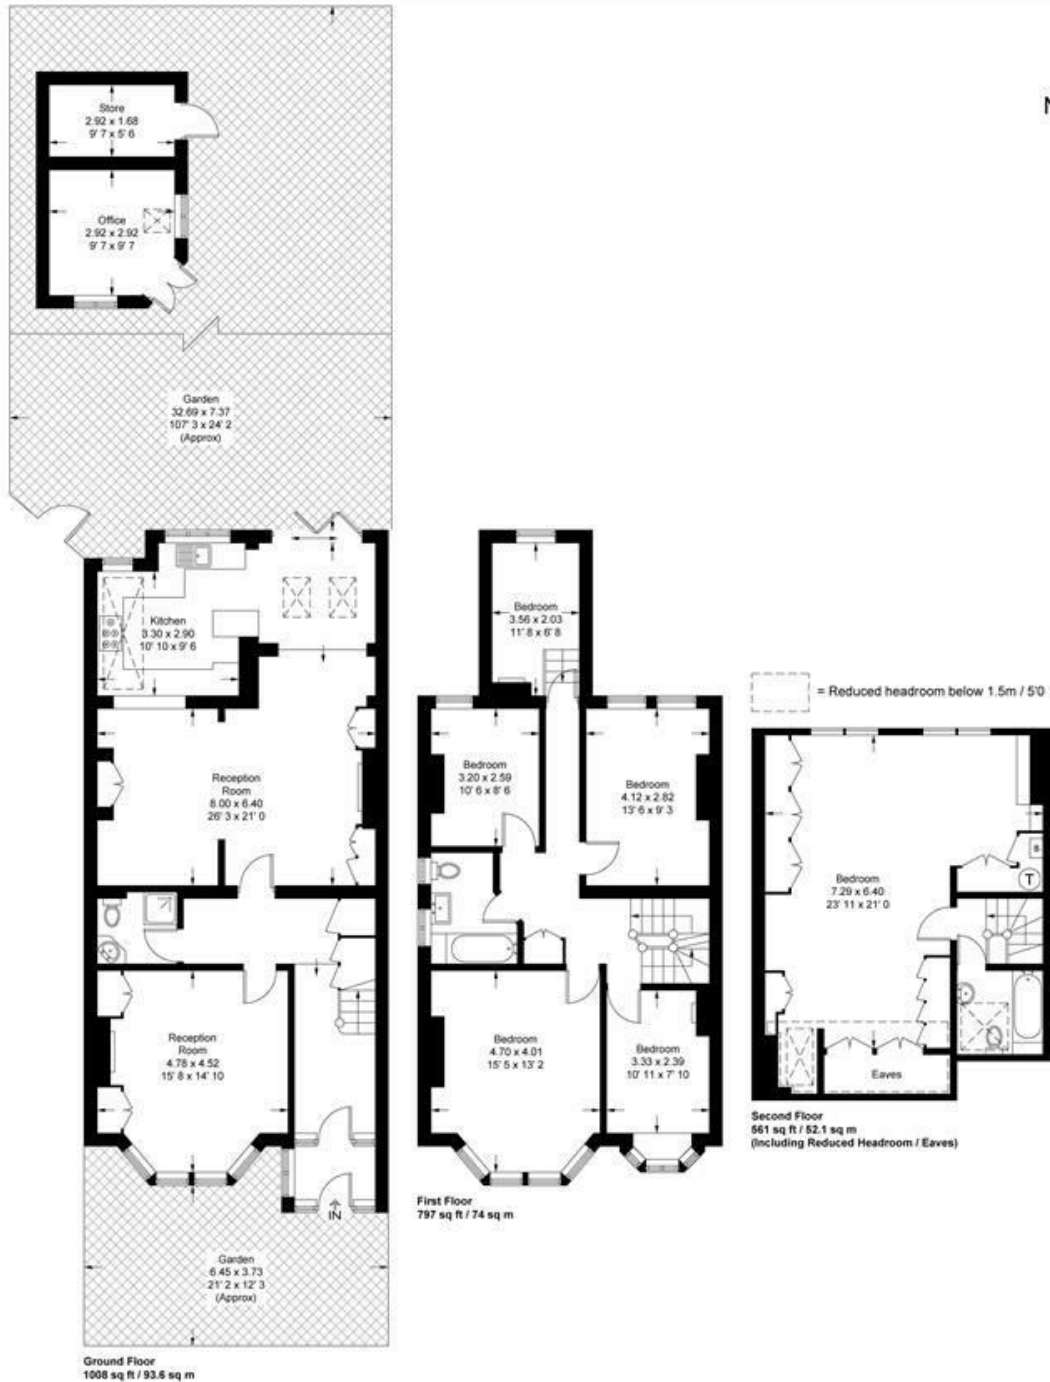 Store
2.92 x 1.68
9' 7 x 5' 6
N
Office
2.92 x 2.92
9' 7 x 9' 7
Garden
32.69 x 7.37
107' 3 x 24' 2
(Approx)
Kitchen
3.30 x 2.90
10' 10 x 9' 6
Reception
Room
8.00 x 6.40
26' 3 x 21' 0
Reception
Room
4.78 x 4.52
15' 8 x 14' 10
IN
Garden
6.45 x 3.73
21' 2 x 12' 3
(Approx)
Ground Floor
1008 sq ft / 93.6 sq m
Bedroom
3.56 x 2.03
11' 8 x 6' 8
Bedroom
3.20 x 2.59
10' 6 x 8' 6
Bedroom
4.12 x 2.82
13' 6 x 9' 3
Bedroom
4.70 x 4.01
15' 5 x 13' 2
Bedroom
3.33 x 2.39
10' 11 x 7' 10
First Floor
797 sq ft / 74 sq m
= Reduced headroom below 1.5m / 5'0
Bedroom
7.29 x 6.40
23' 11 x 21' 0
T
Eaves
Second Floor
561 sq ft / 52.1 sq m
(Including Reduced Headroom / Eaves)